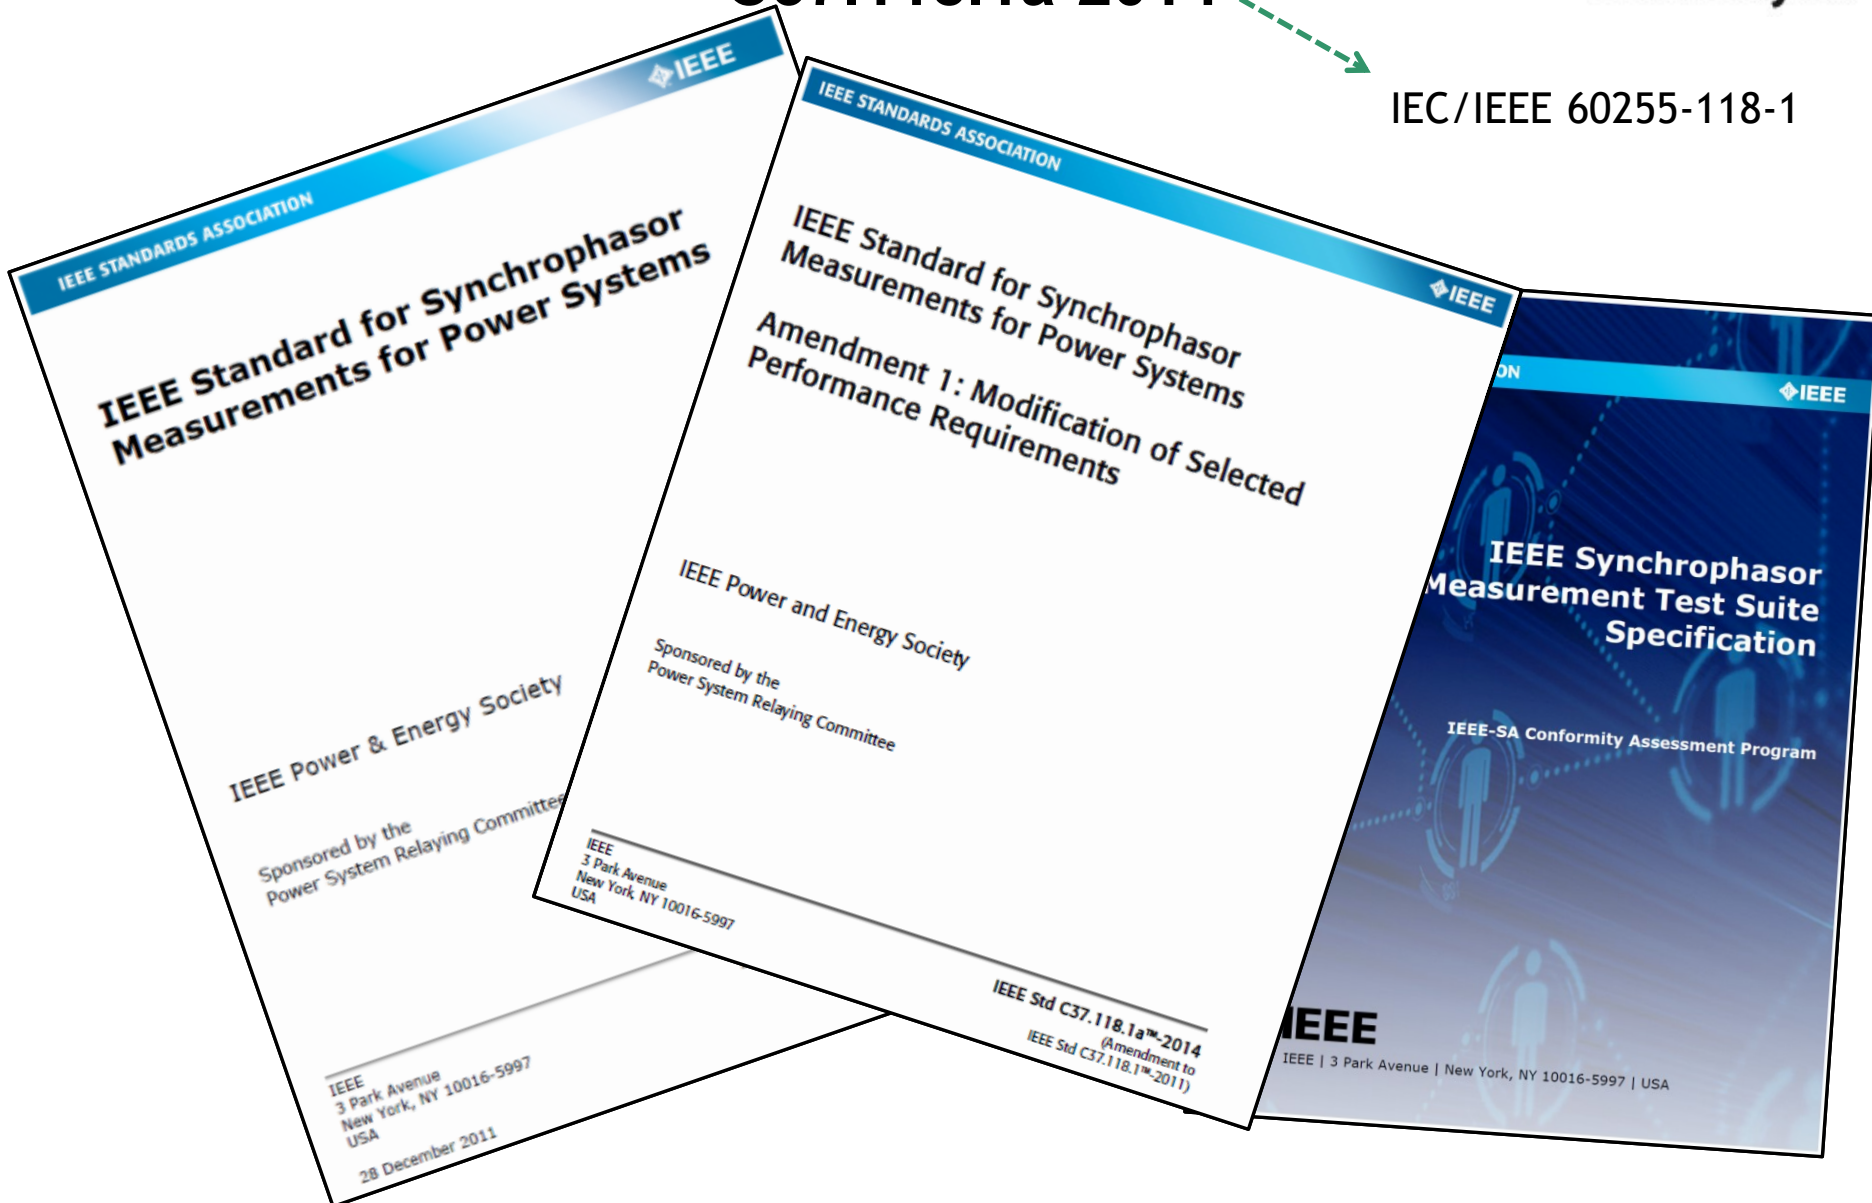 IEC/IEEE 60255-118-1
IEEE
IEEE STANDARDS ASSOCIATION
IEEE Standard for Synchrophasor
Measurements for Power Systems
IEEE Power & Energy Society
Sponsored by the
Power System Relaying Committee
IEEE
3 Park Avenue
New York, NY 10016-5997
USA
28 December 2011
IEEE STANDARDS ASSOCIATION
IEEE
IEEE Standard for Synchrophasor
Measurements for Power Systems
Amendment 1: Modification of Selected
Performance Requirements
IEEE Power and Energy Society
Sponsored by the
Power System Relaying Committee
IEEE
3 Park Avenue
New York, NY 10016-5997
USA
IEEE Std C37.118.1a™-2014
(Amendment to
IEEE Std C37.118.1™-2011)
ON
IEEE
IEEE Synchrophasor
Measurement Test Suite
Specification
IEEE-SA Conformity Assessment Program
IEEE
IEEE | 3 Park Avenue | New York, NY 10016-5997 | USA